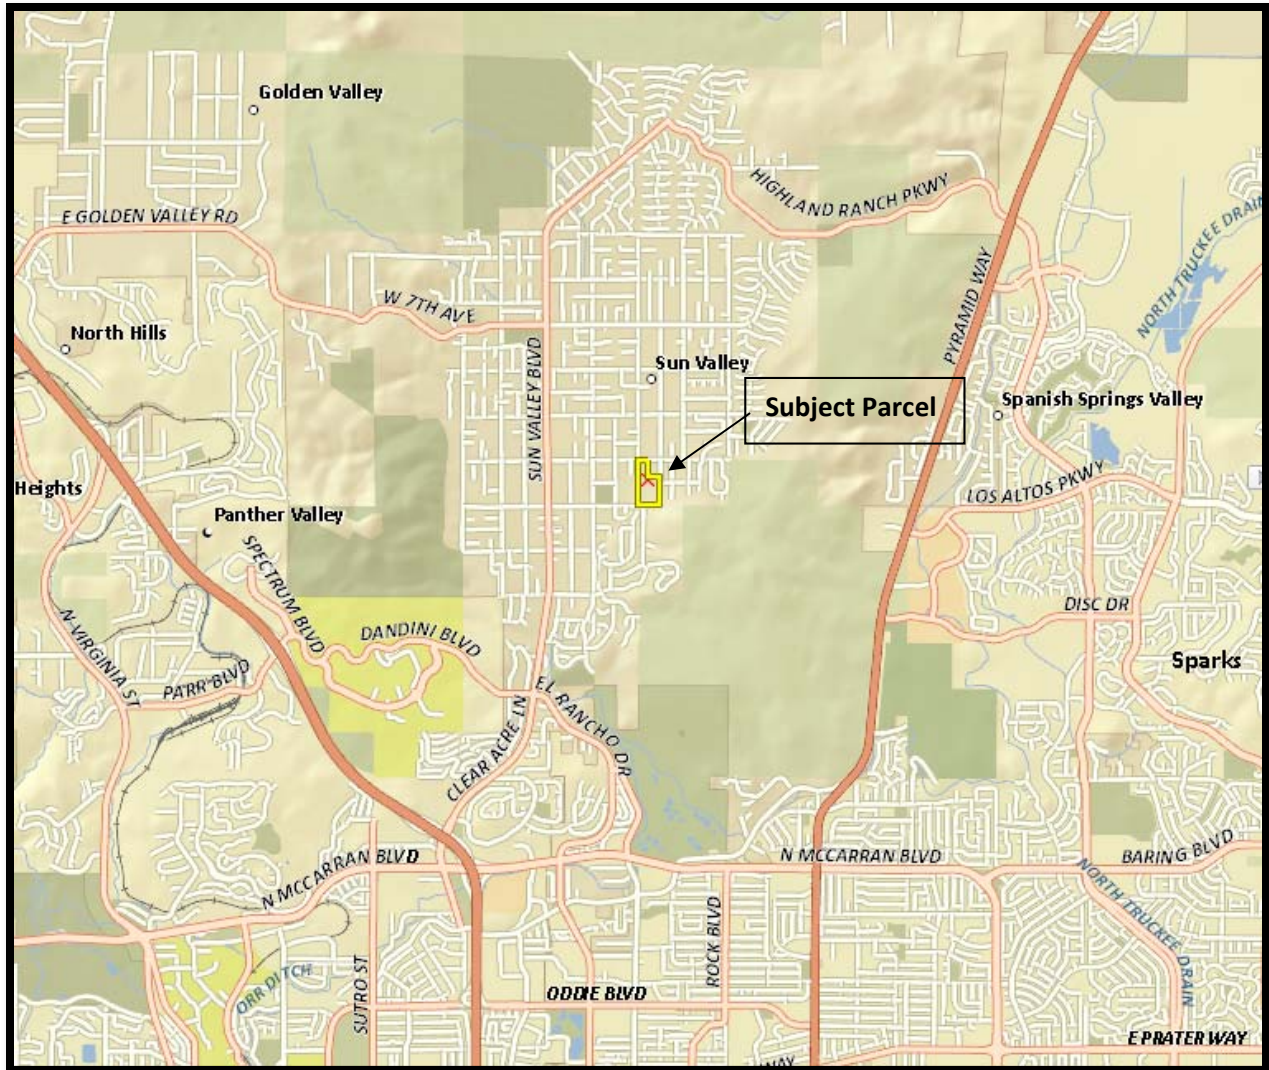 Golden Valley
HIGHLAND RANCH PKWY
E GOLDEN VALLEY RD
NORTH TRUCKEE DRAIN
PYRAMID WAY
W 7TH AVE
North Hills
SUN VALLEY BLVD
Sun Valley
Subject Parcel
Spanish Springs Valley
LOS ALTOS PKWY
Heights
Panther Valley
SPECTRUM BLVD
DANDINI BLVD
DISC DR
N VIRGINIA ST
PARR BLVD
Sparks
EL RANCHO DR
CLEAR ACRE LN
N MCCARRAN BLVD
N MCCARRAN BLVD
BARING BLVD
NORTH TRUCKEE DRAIN
ROCK BLVD
ORR DITCH
SUTRO ST
ODDIE BLVD
E PRATER WAY
WAY